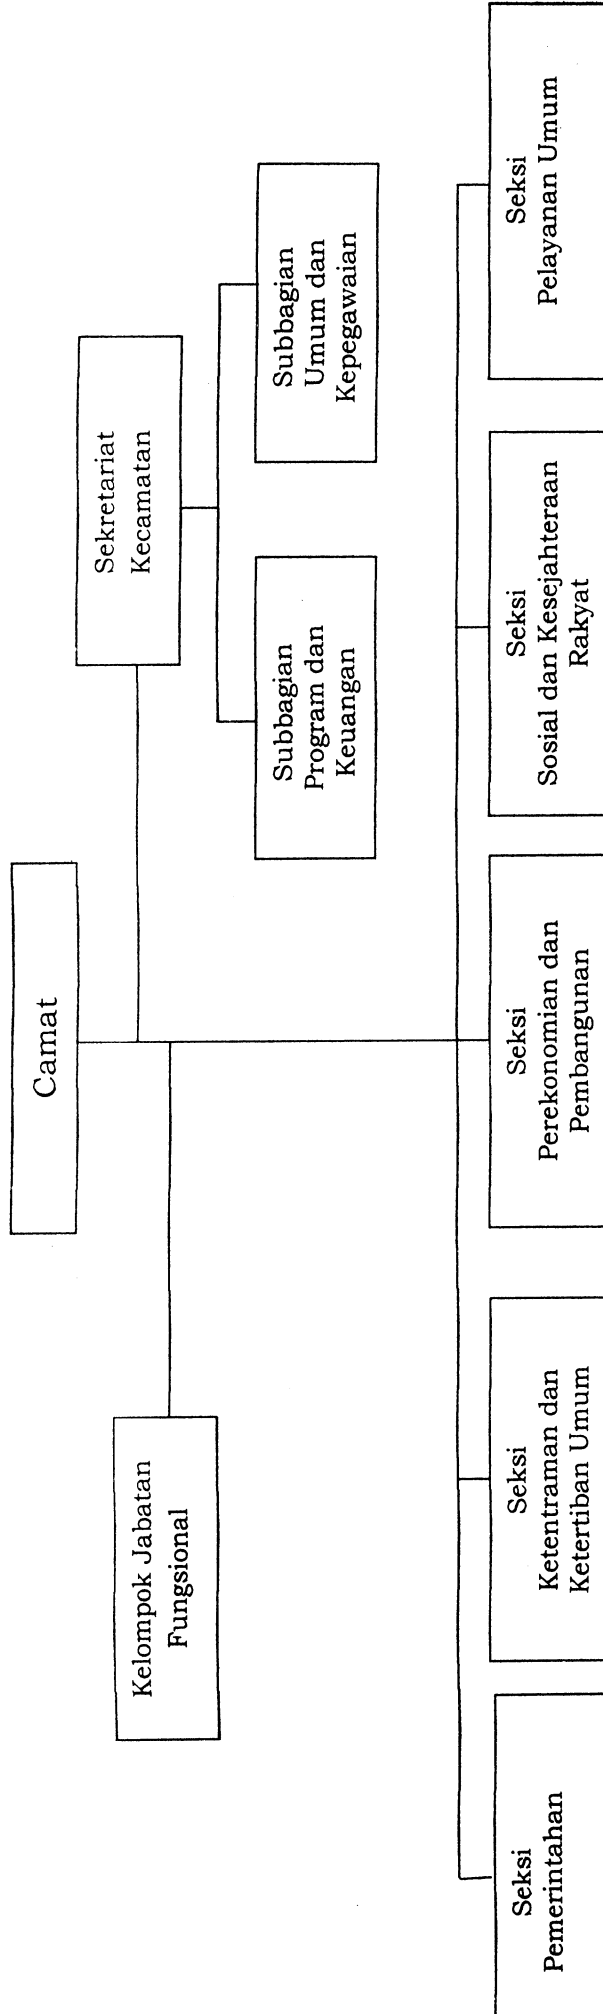 Camat
Sekretariat
Kecamatan
Kelompok Jabatan
Fungsional
Subbagian
Program dan
Keuangan
Subbagian
Umum dan
Kepegawaian
Seksi
Pemerintahan
Seksi
Ketentraman dan
Ketertiban Umum
Seksi
Perekonomian dan
Pembangunan
Seksi
Sosial dan Kesejahteraan
Rakyat
Seksi
Pelayanan Umum